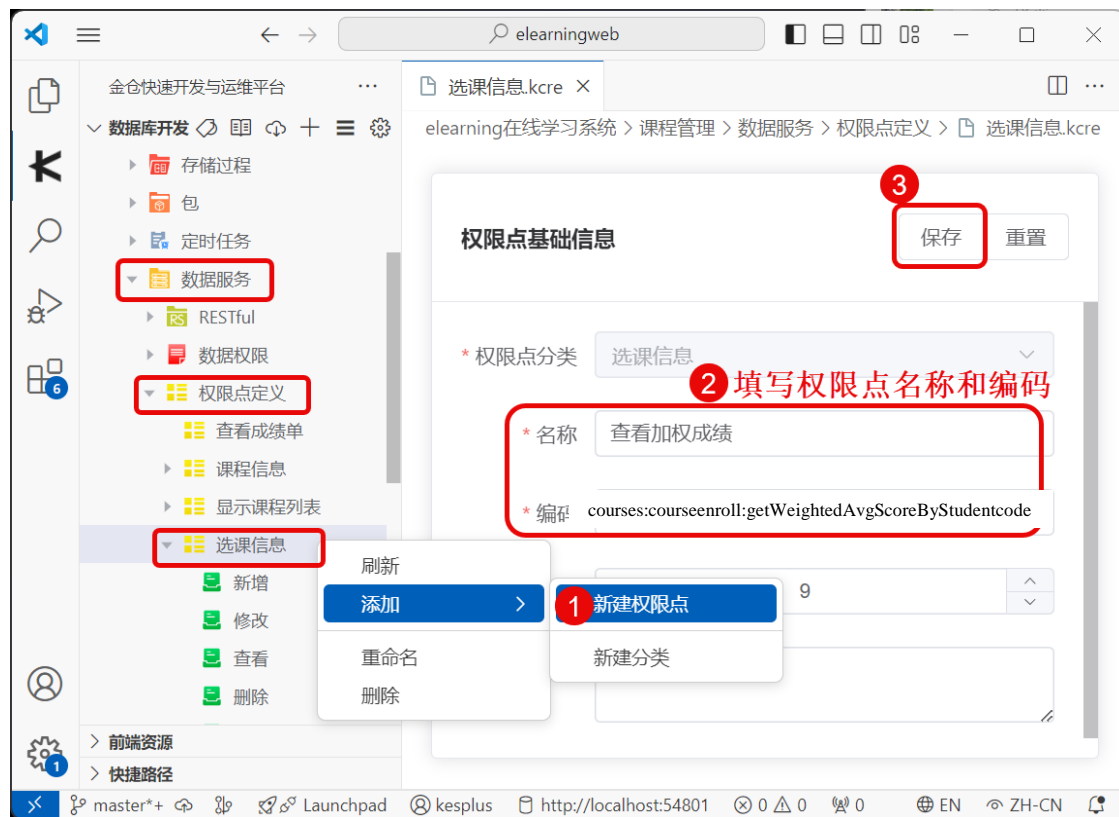 elearningweb
金仓快速开发与运维平台
选课信息.kcre
数据库开发
elearning在线学习系统 > 课程管理 > 数据服务 > 权限点定义 > 选课信息.kcre
存储过程
包
定时任务
数据服务
RS
RESTful
数据权限
权限点定义
查看成绩单
课程信息
显示课程列表
选课信息
新增
修改
查看
删除
前端资源
快捷路径
6
1
3
权限点基础信息
保存
重置
* 权限点分类
选课信息
2 填写权限点名称和编码
* 名称
查看加权成绩
* 编码
courses:courseenroll:getWeightedAvgScoreByStudentcode
9
刷新
添加
重命名
删除
1 新建权限点
新建分类
master*+
Launchpad
kesplus
http://localhost:54801
0
0
0
EN
ZH-CN